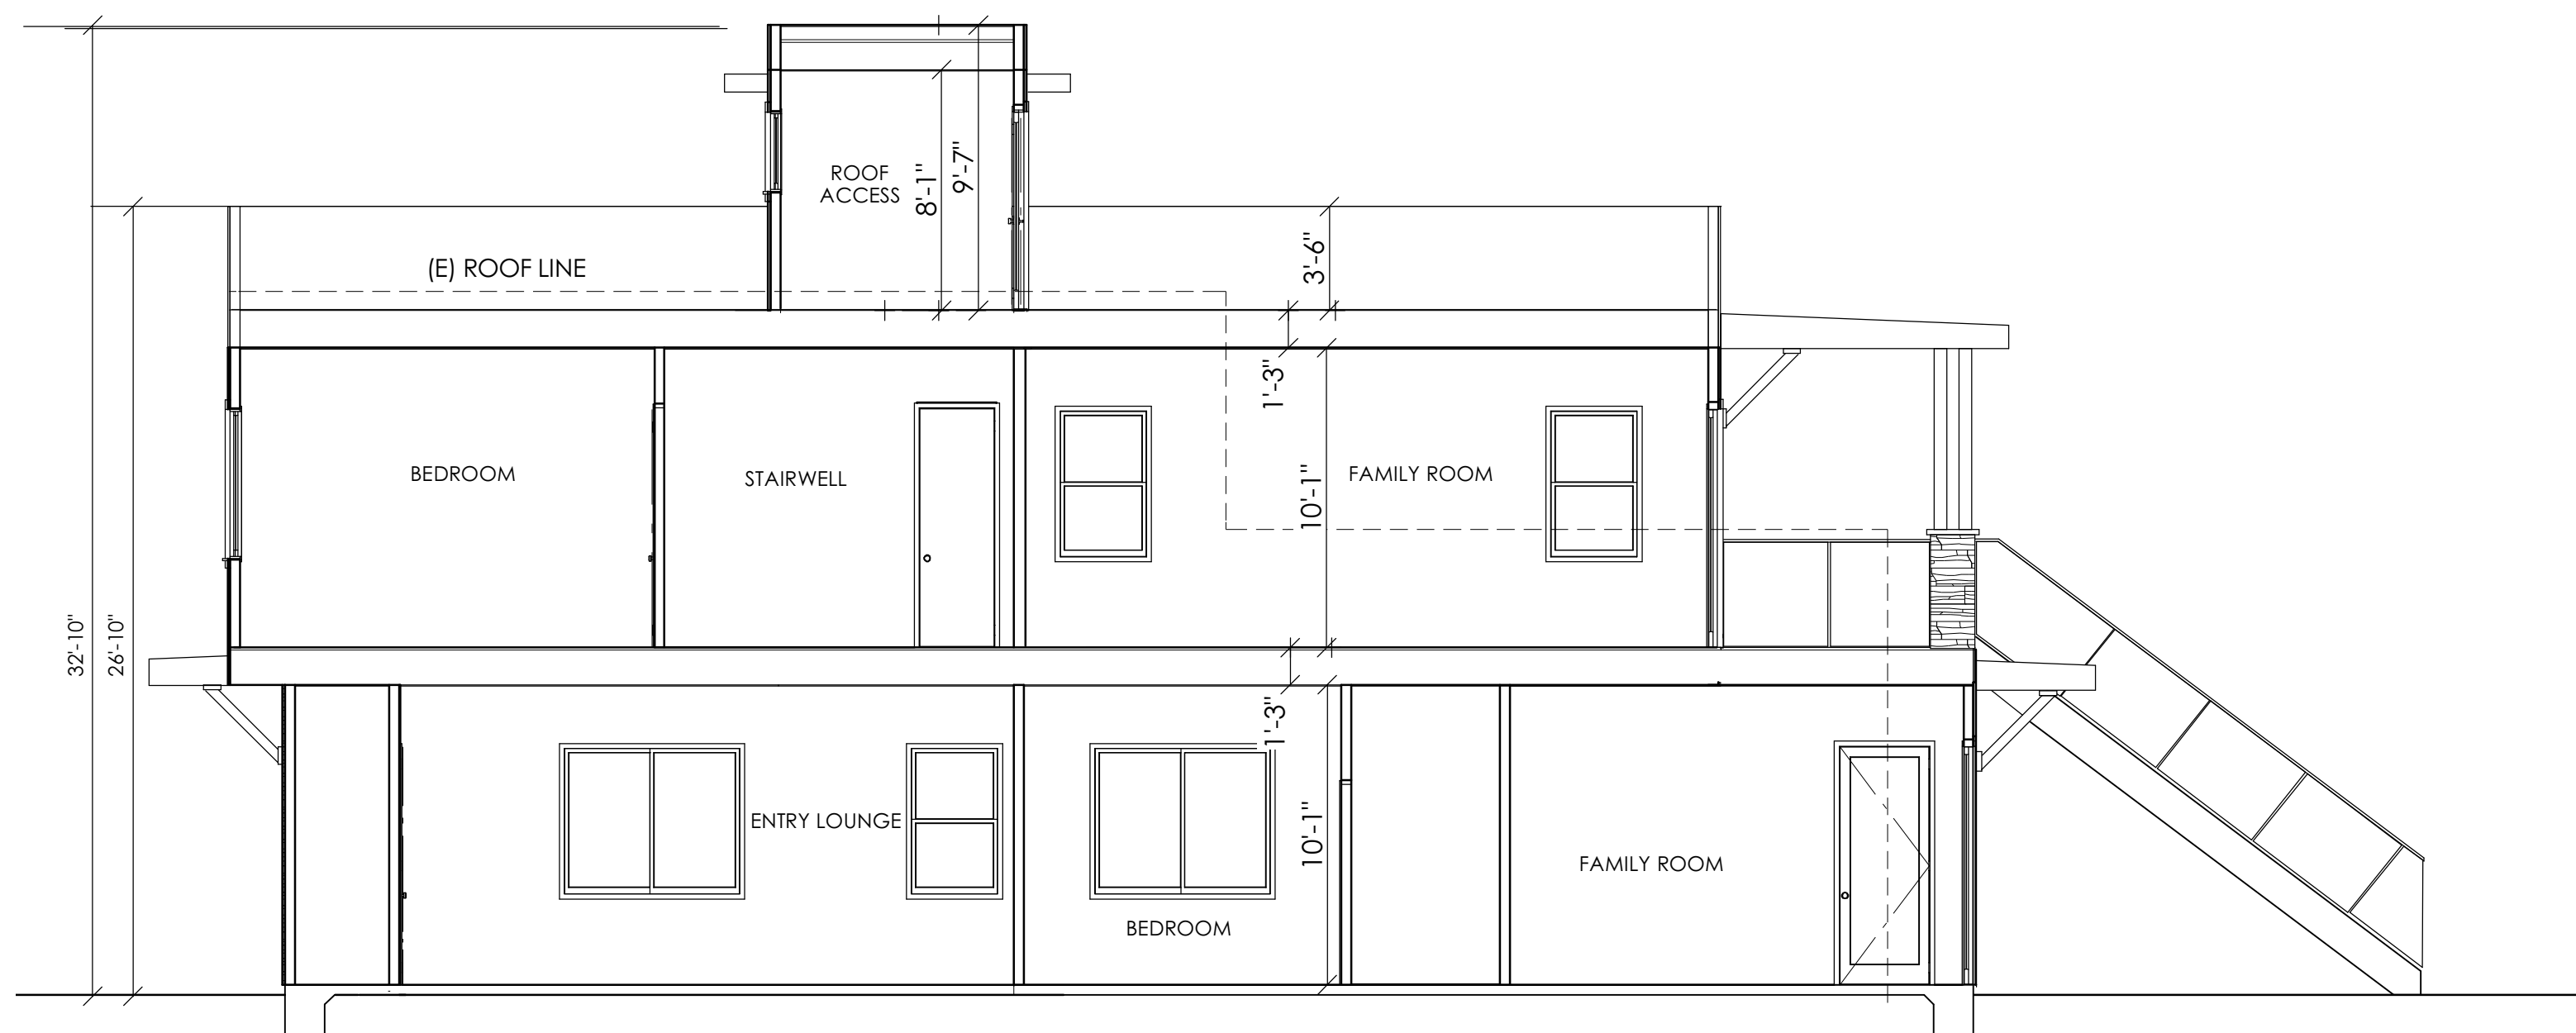 ROOF
ACCESS
8'-1"
9'-7"
(E) ROOF LINE
3'-6"
1'-3"
BEDROOM
STAIRWELL
10'-1"
FAMILY ROOM
32'-10"
26'-10"
1'-3"
ENTRY LOUNGE
10'-1"
FAMILY ROOM
BEDROOM